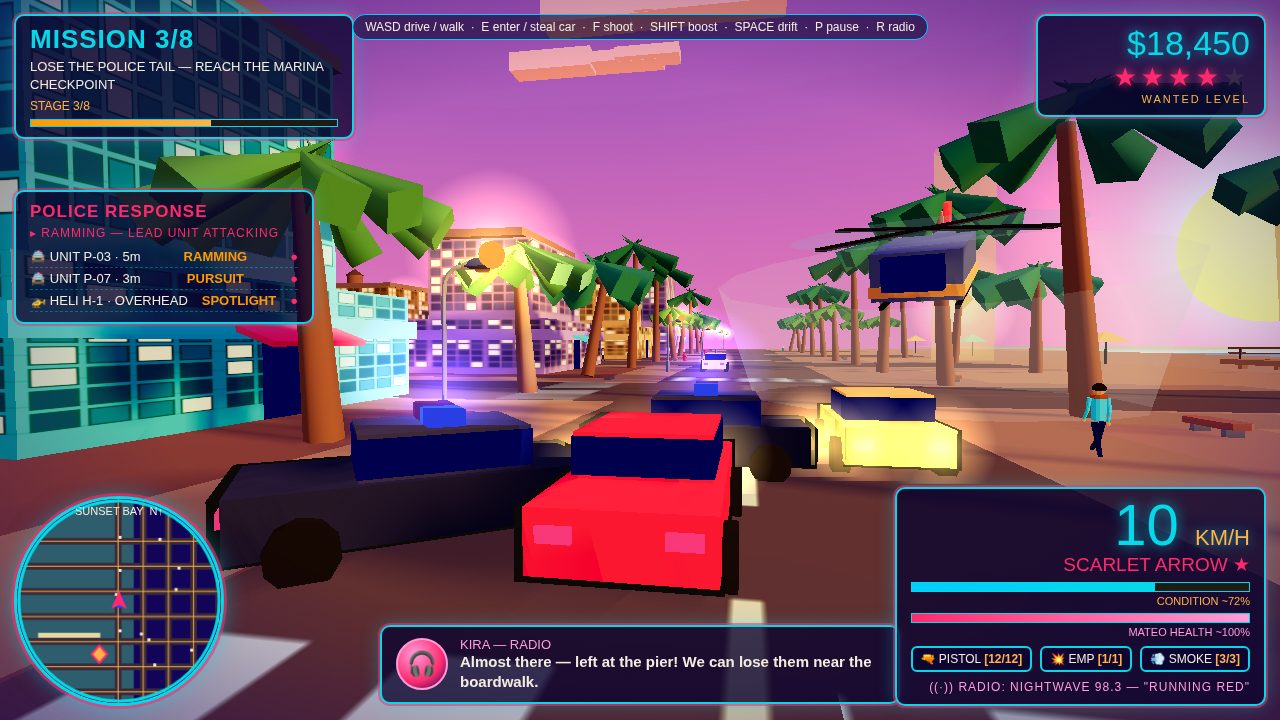 MISSION 3/8
LOSE THE POLICE TAIL — REACH THE MARINA
CHECKPOINT
STAGE 3/8
WASD drive / walk · E enter / steal car · F shoot · SHIFT boost · SPACE drift · P pause · R radio
$18,450
★★★★★
WANTED LEVEL
POLICE RESPONSE
▸ RAMMING — LEAD UNIT ATTACKING
UNIT P-03 · 5m RAMMING
UNIT P-07 · 3m PURSUIT
HELI H-1 · OVERHEAD SPOTLIGHT
SUNSET BAY N↑
KIRA — RADIO
Almost there — left at the pier! We can lose them near the
boardwalk.
10 KM/H
SCARLET ARROW ★
CONDITION ~72%
MATEO HEALTH ~100%
PISTOL [12/12] EMP [1/1] SMOKE [3/3]
((·)) RADIO: NIGHTWAVE 98.3 — "RUNNING RED"